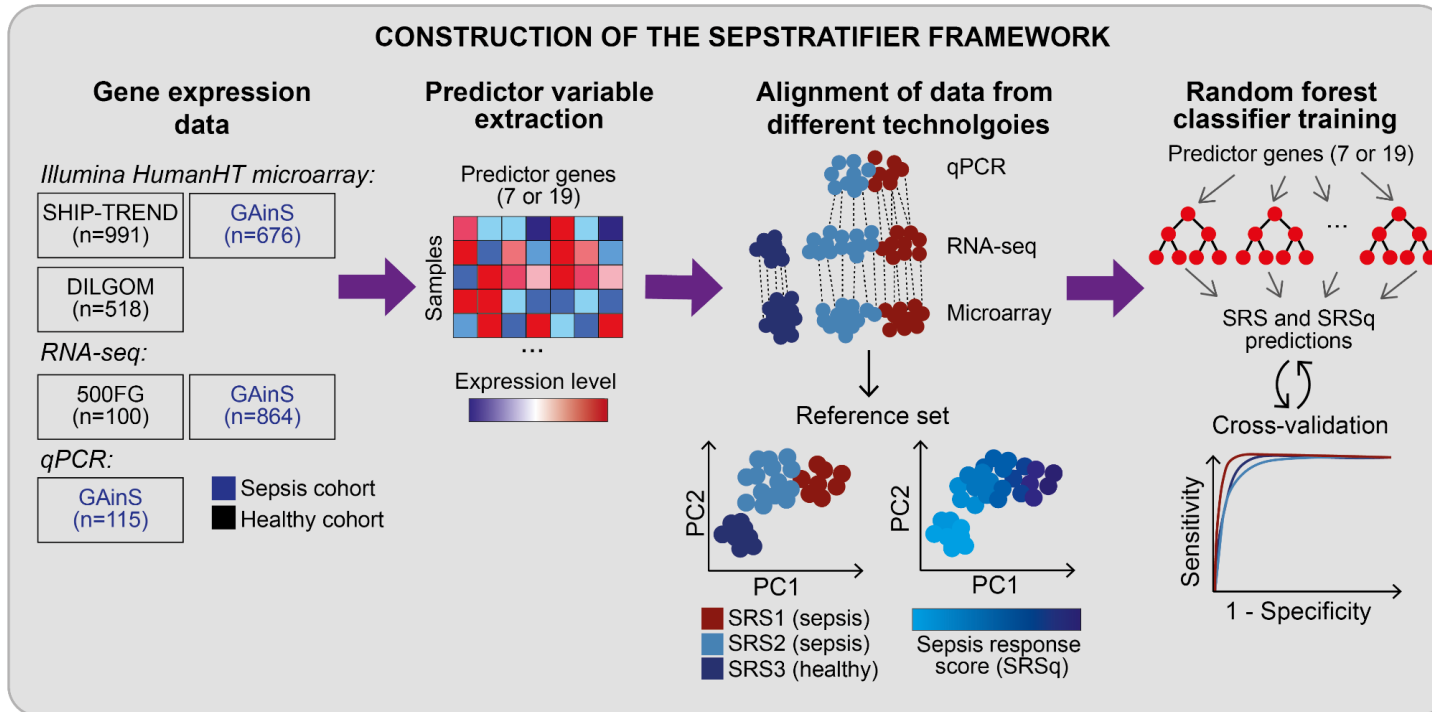 CONSTRUCTION OF THE SEPSTRATIFIER FRAMEWORK
Gene expression
data
Illumina HumanHT microarray:
SHIP-TREND
(n=991)
GAinS
(n=676)
DILGOM
(n=518)
RNA-seq:
500FG
(n=100)
GAinS
(n=864)
qPCR:
GAinS
(n=115)
Sepsis cohort
Healthy cohort
Predictor variable
extraction
Predictor genes
(7 or 19)
Samples
...
Expression level
Alignment of data from
different technolgoies
qPCR
RNA-seq
Microarray
Reference set
PC2
PC1
PC2
PC1
SRS1 (sepsis)
SRS2 (sepsis)
SRS3 (healthy)
Sepsis response
score (SRSq)
Random forest
classifier training
Predictor genes (7 or 19)
...
SRS and SRSq
predictions
Cross-validation
Sensitivity
1 - Specificity